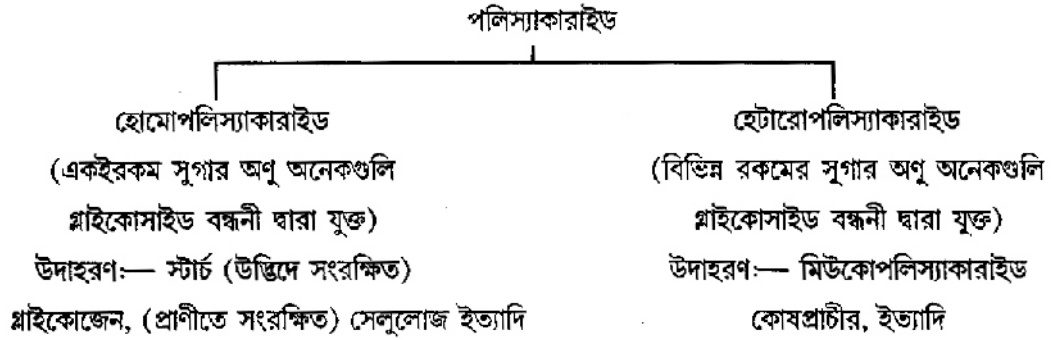 পলিস্যাকারাইড
হোমোপলিস্যাকারাইড
(একইরকম সুগার অণু অনেকগুলি
গ্লাইকোসাইড বন্ধনী দ্বারা যুক্ত)
উদাহরণঃ— স্টার্চ (উদ্ভিদে সংরক্ষিত)
গ্লাইকোজেন, (প্রাণীতে সংরক্ষিত) সেলুলোজ ইত্যাদি
হেটারোপলিস্যাকারাইড
(বিভিন্ন রকমের সুগার অণু অনেকগুলি
গ্লাইকোসাইড বন্ধনী দ্বারা যুক্ত)
উদাহরণঃ— মিউকোপলিস্যাকারাইড
কোষপ্রাচীর, ইত্যাদি